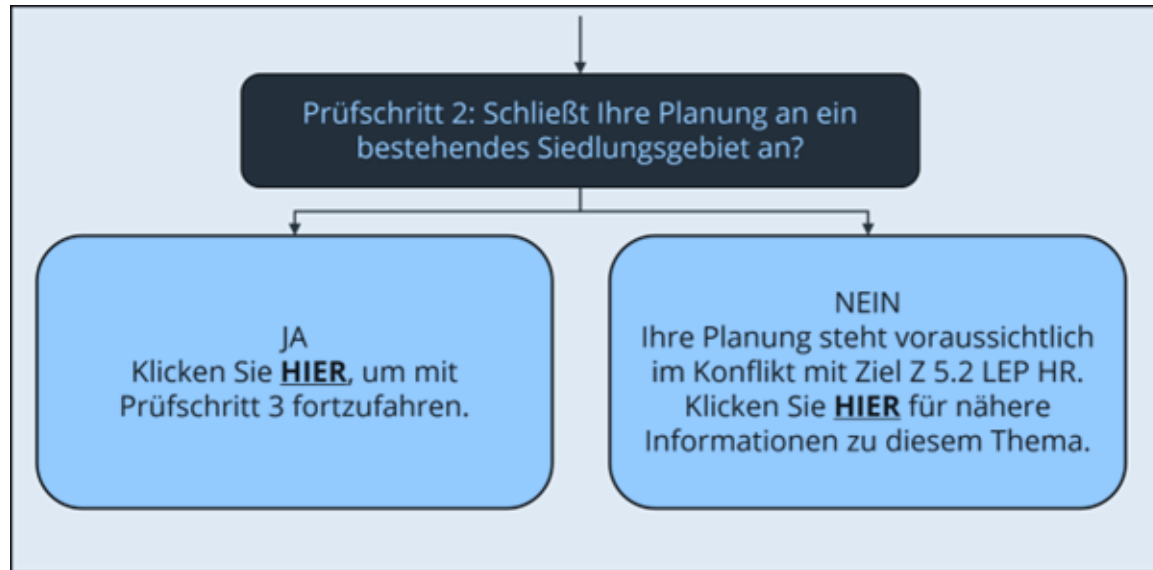 Prüfschritt 2: Schließt Ihre Planung an ein
bestehendes Siedlungsgebiet an?
JA
Klicken Sie HIER, um mit
Prüfschritt 3 fortzufahren.
NEIN
Ihre Planung steht voraussichtlich
im Konflikt mit Ziel Z 5.2 LEP HR.
Klicken Sie HIER für nähere
Informationen zu diesem Thema.